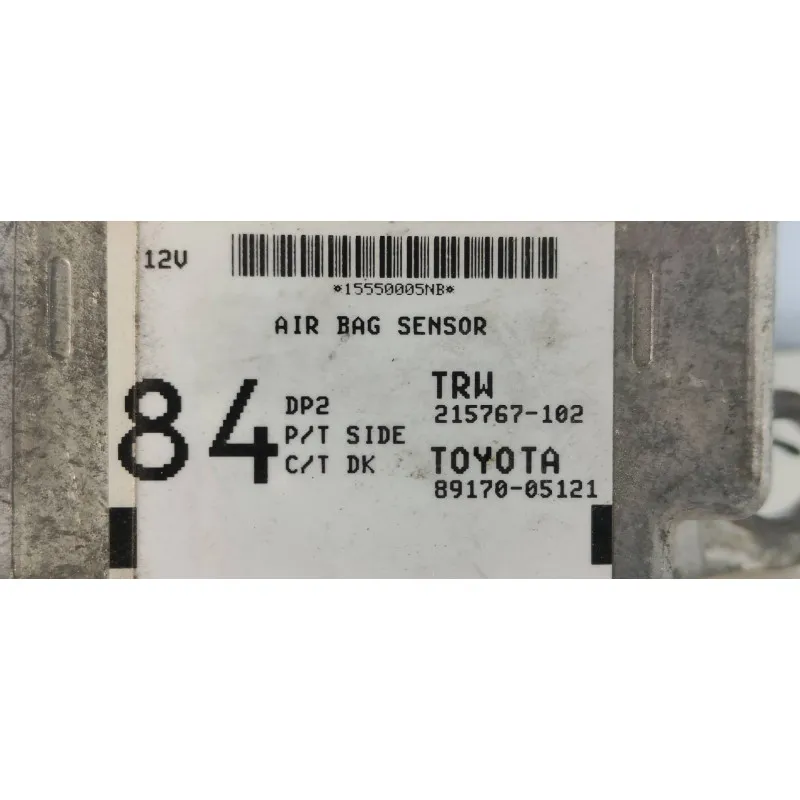 12V
*15550005NB*
AIR BAG SENSOR
84
DP2
P/T SIDE
C/T DK
TRW
215767-102
TOYOTA
89170-05121